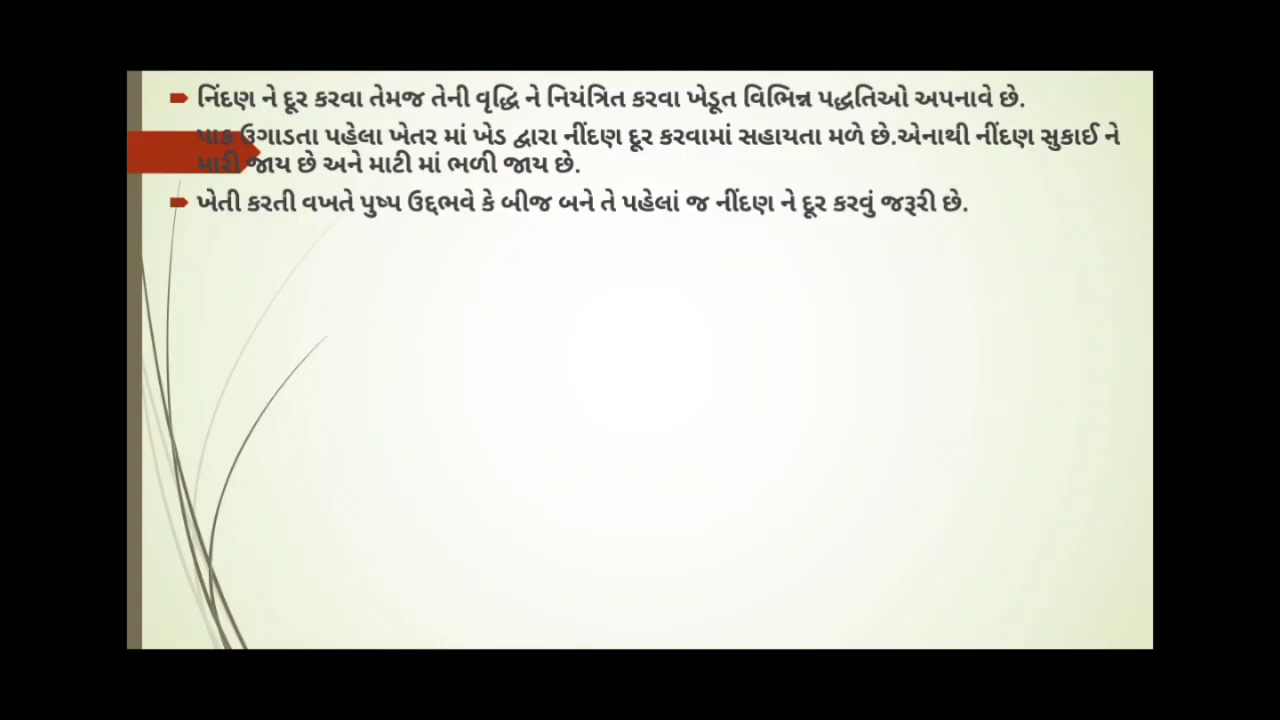 નિંદણ ને દૂર કરવા તેમજ તેની વૃદ્ધિ ને નિયંત્રિત કરવા ખેડૂત વિભિન્ન પદ્ધતિઓ અપનાવે છે.
પાક ઉગાડતા પહેલા ખેતર માં ખેડ દ્વારા નીંદણ દૂર કરવામાં સહાયતા મળે છે.એનાથી નીંદણ સુકાઈ ને
મારી જાય છે અને માટી માં ભળી જાય છે.
ખેતી કરતી વખતે પુષ્પ ઉદ્દભવે કે બીજ બને તે પહેલાં જ નીંદણ ને દૂર કરવું જરૂરી છે.